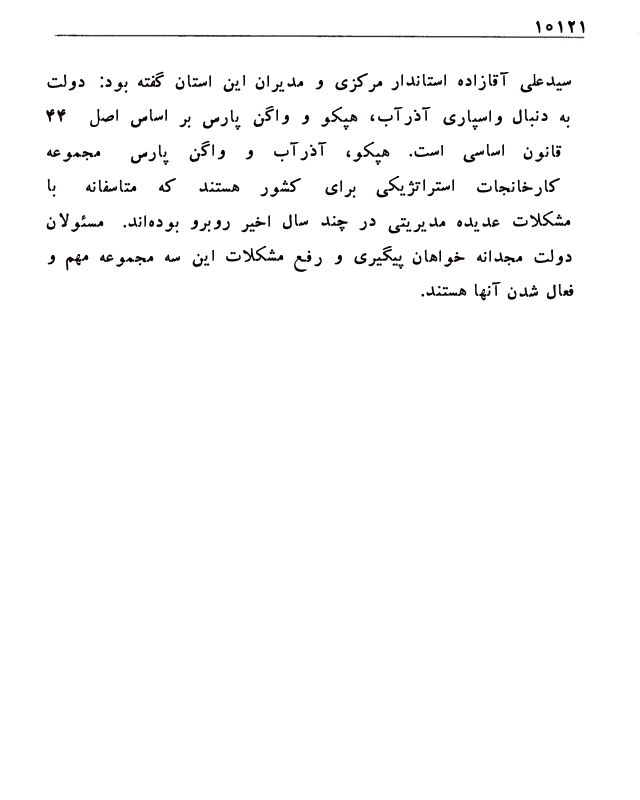 ۱۰۱۲۱
سیدعلی آقازاده استاندار مرکزی و مدیران این استان گفته بود: دولت
به دنبال واسپاری آذرآب، هپکو و واگن پارس بر اساس اصل ۴۴
قانون اساسی است. هپکو، آذرآب و واگن پارس مجموعه
کارخانجات استراتژیکی برای کشور هستند که متاسفانه با
مشکلات عدیده مدیریتی در چند سال اخیر روبرو بوده‌اند. مسئولان
دولت مجدانه خواهان پیگیری و رفع مشکلات این سه مجموعه مهم و
فعال شدن آنها هستند.